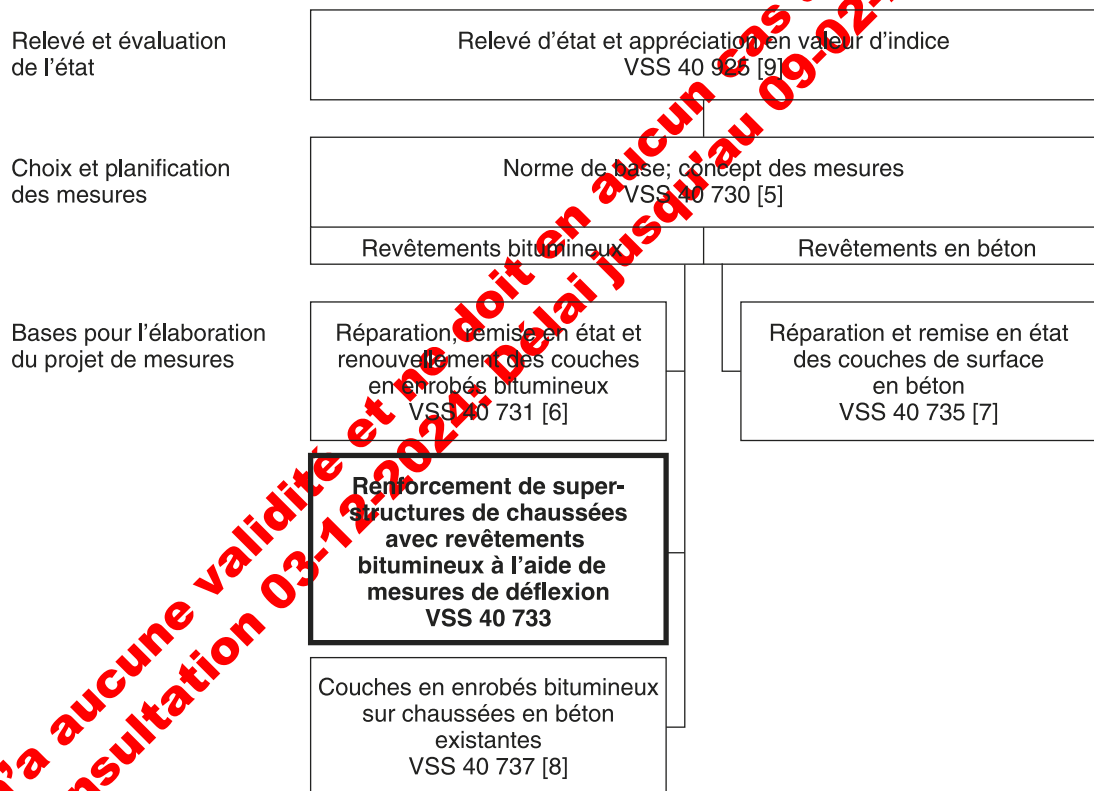 Relevé et évaluation
de l'état
Relevé d'état et appréciation en valeur d'indice
VSS 40 925 [9]
Choix et planification
des mesures
Norme de base; concept des mesures
VSS 40 730 [5]
Revêtements bitumineux
Revêtements en béton
Bases pour l'élaboration
du projet de mesures
Réparation, remise en état et
renouvellement des couches
en enrobés bitumineux
VSS 40 731 [6]
Réparation et remise en état
des couches de surface
en béton
VSS 40 735 [7]
Renforcement de super-
structures de chaussées
avec revêtements
bitumineux à l'aide de
mesures de déflexion
VSS 40 733
Couches en enrobés bitumineux
sur chaussées en béton
existantes
VSS 40 737 [8]
n'a aucune validité et ne doit en aucun cas
nsultation 03-12-2024; Délai jusqu'au 09-02-